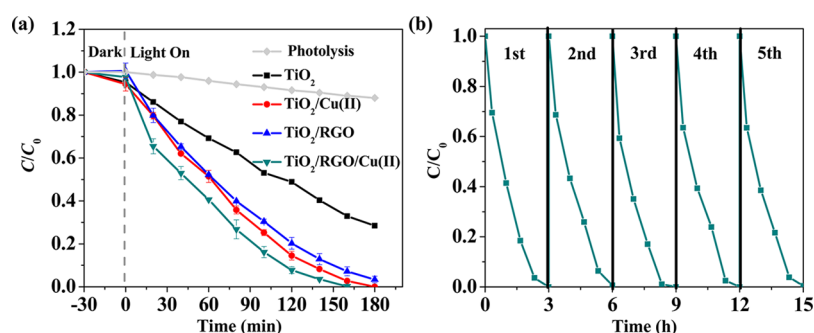 (a)
Dark
Light On
Photolysis
TiO₂
TiO₂/Cu(II)
TiO₂/RGO
TiO₂/RGO/Cu(II)
1.2
1.0
0.8
0.6
0.4
0.2
0.0
C/C₀
-30 0 30 60 90 120 150 180
Time (min)
(b)
1st 2nd 3rd 4th 5th
1.0
0.8
0.6
0.4
0.2
0.0
C/C₀
0 3 6 9 12 15
Time (h)